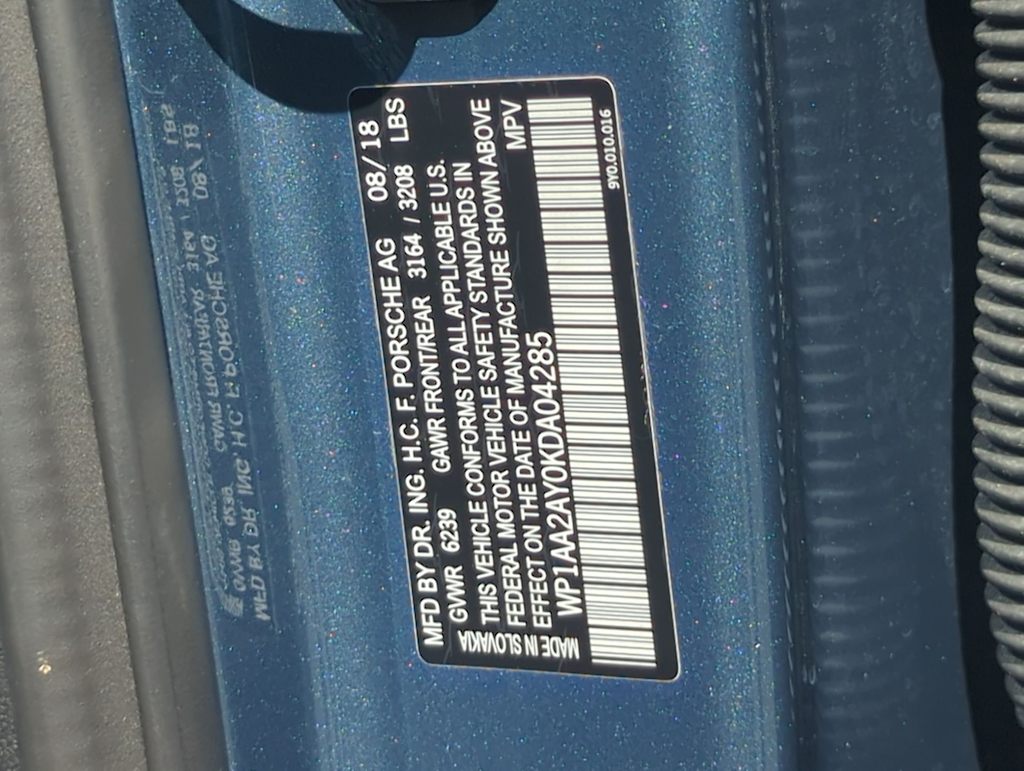 MFD BY DR. ING. H.C. F. PORSCHE AG 08/18
GVWR 6239 GAWR FRONT/REAR 3164 / 3208 LBS
THIS VEHICLE CONFORMS TO ALL APPLICABLE U.S.
FEDERAL MOTOR VEHICLE SAFETY STANDARDS IN
EFFECT ON THE DATE OF MANUFACTURE SHOWN ABOVE
WP1AA2AY0KDA04285 MPV
MADE IN SLOVAKIA
9Y0.010.016